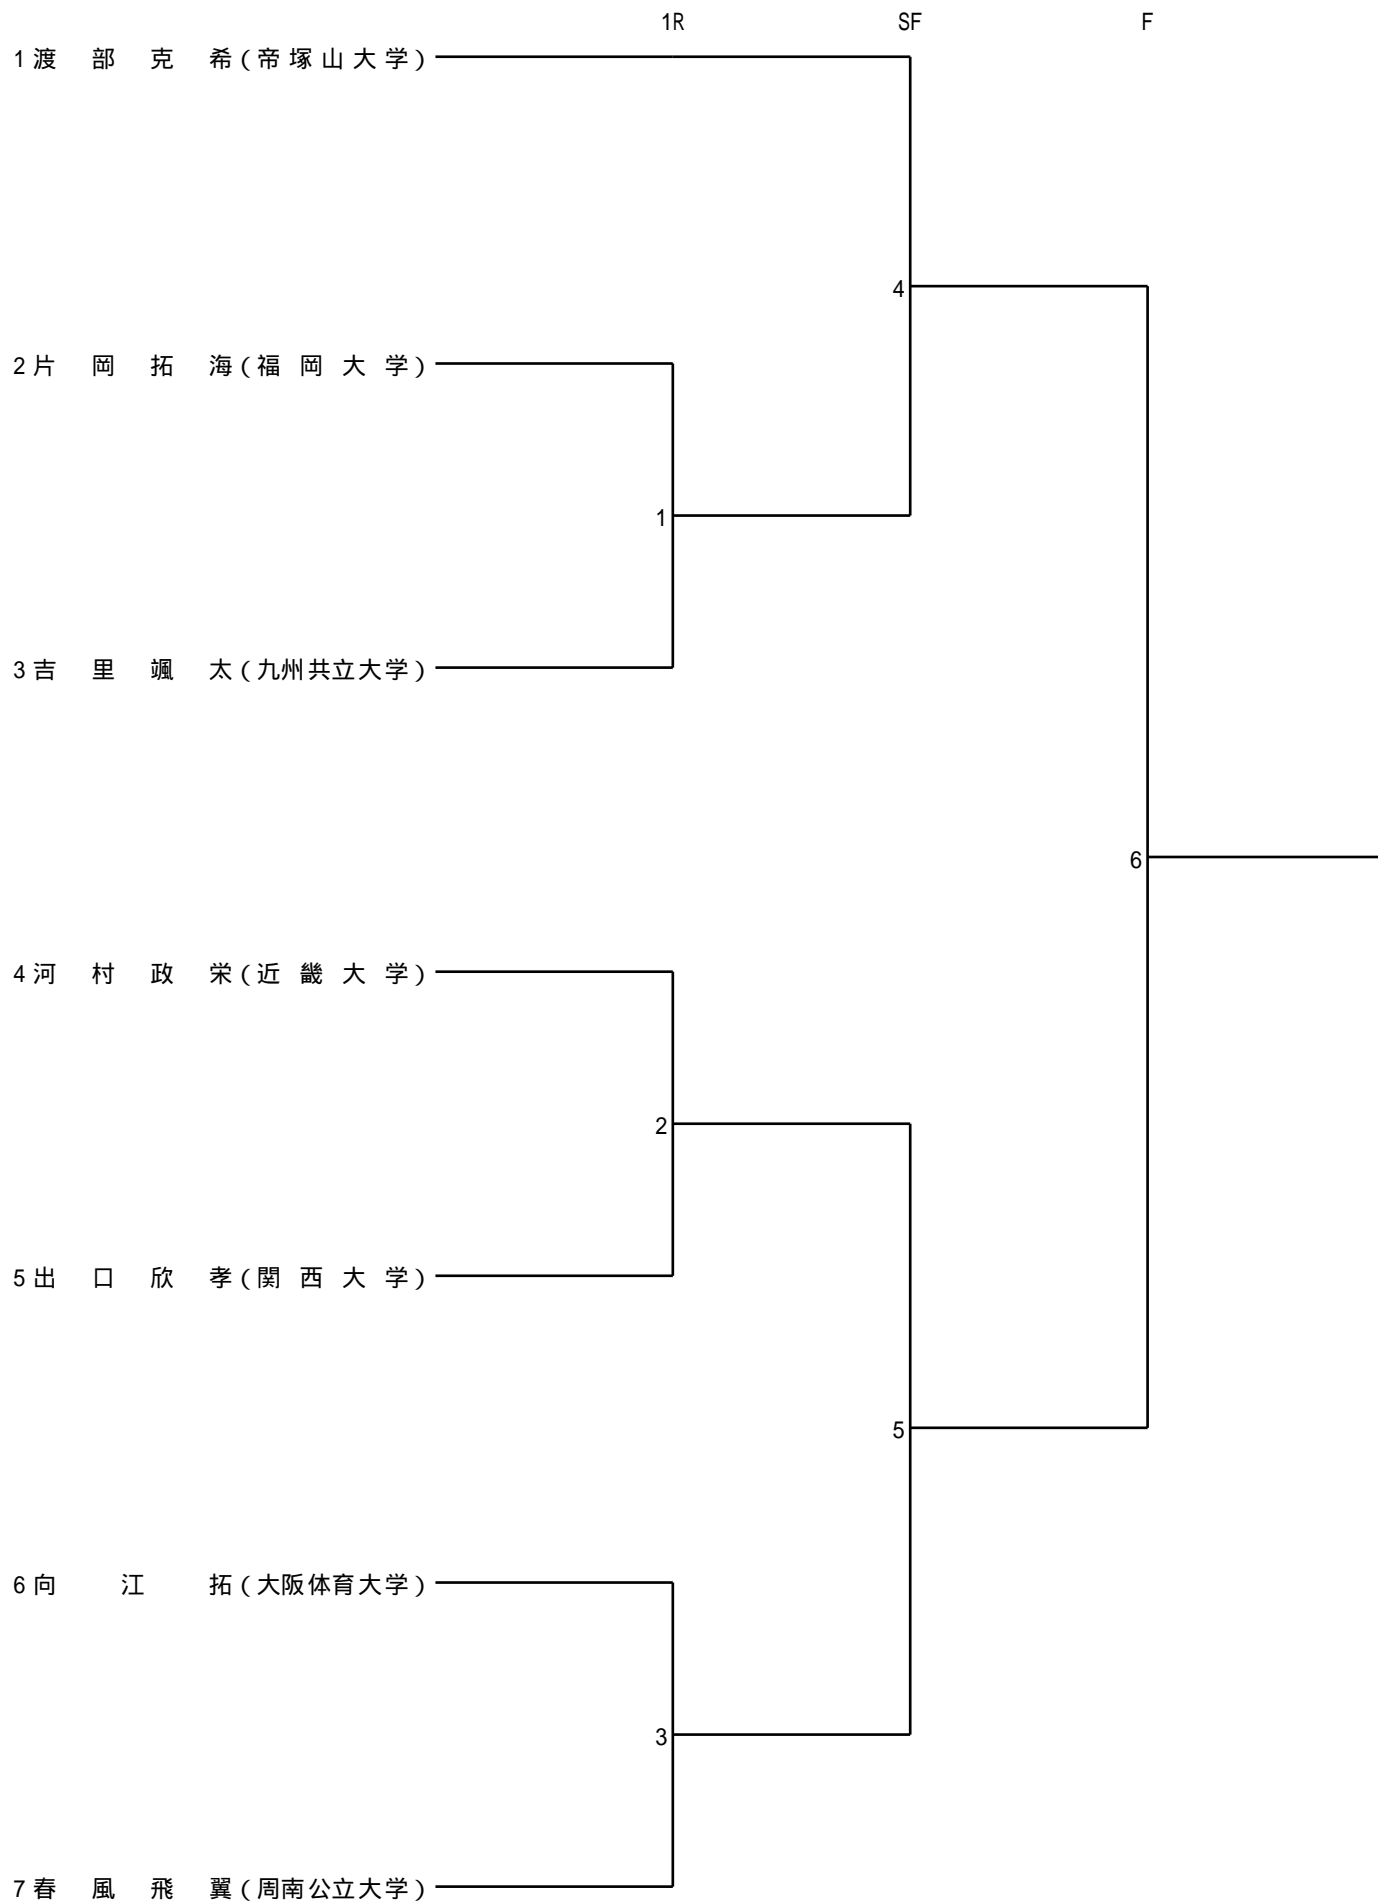 1R SF F
1 渡部克希(帝塚山大学)
4
2 片岡拓海(福岡大学)
1
3 吉里颯太(九州共立大学)
6
4 河村政栄(近畿大学)
2
5 出口欣孝(関西大学)
5
6 向江拓(大阪体育大学)
3
7 春風飛翼(周南公立大学)